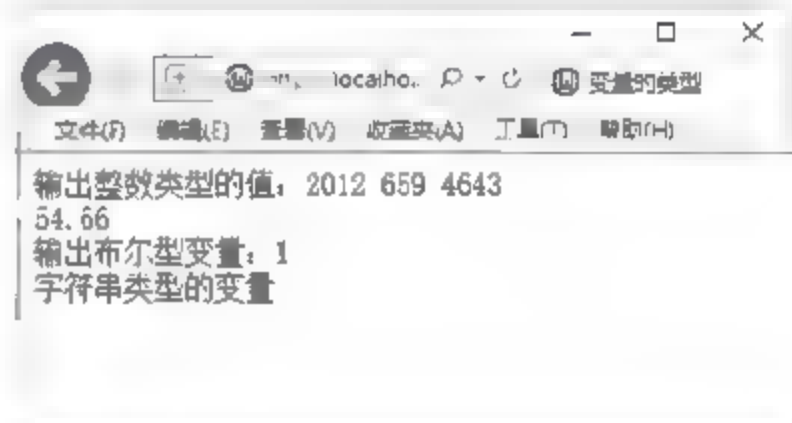 locaho. 变量的类型
文件(F) 编辑(E) 查看(V) 收藏夹(A) 工具(T) 帮助(H)
输出整数类型的值：2012 659 4643
54.66
输出布尔型变量：1
字符串类型的变量